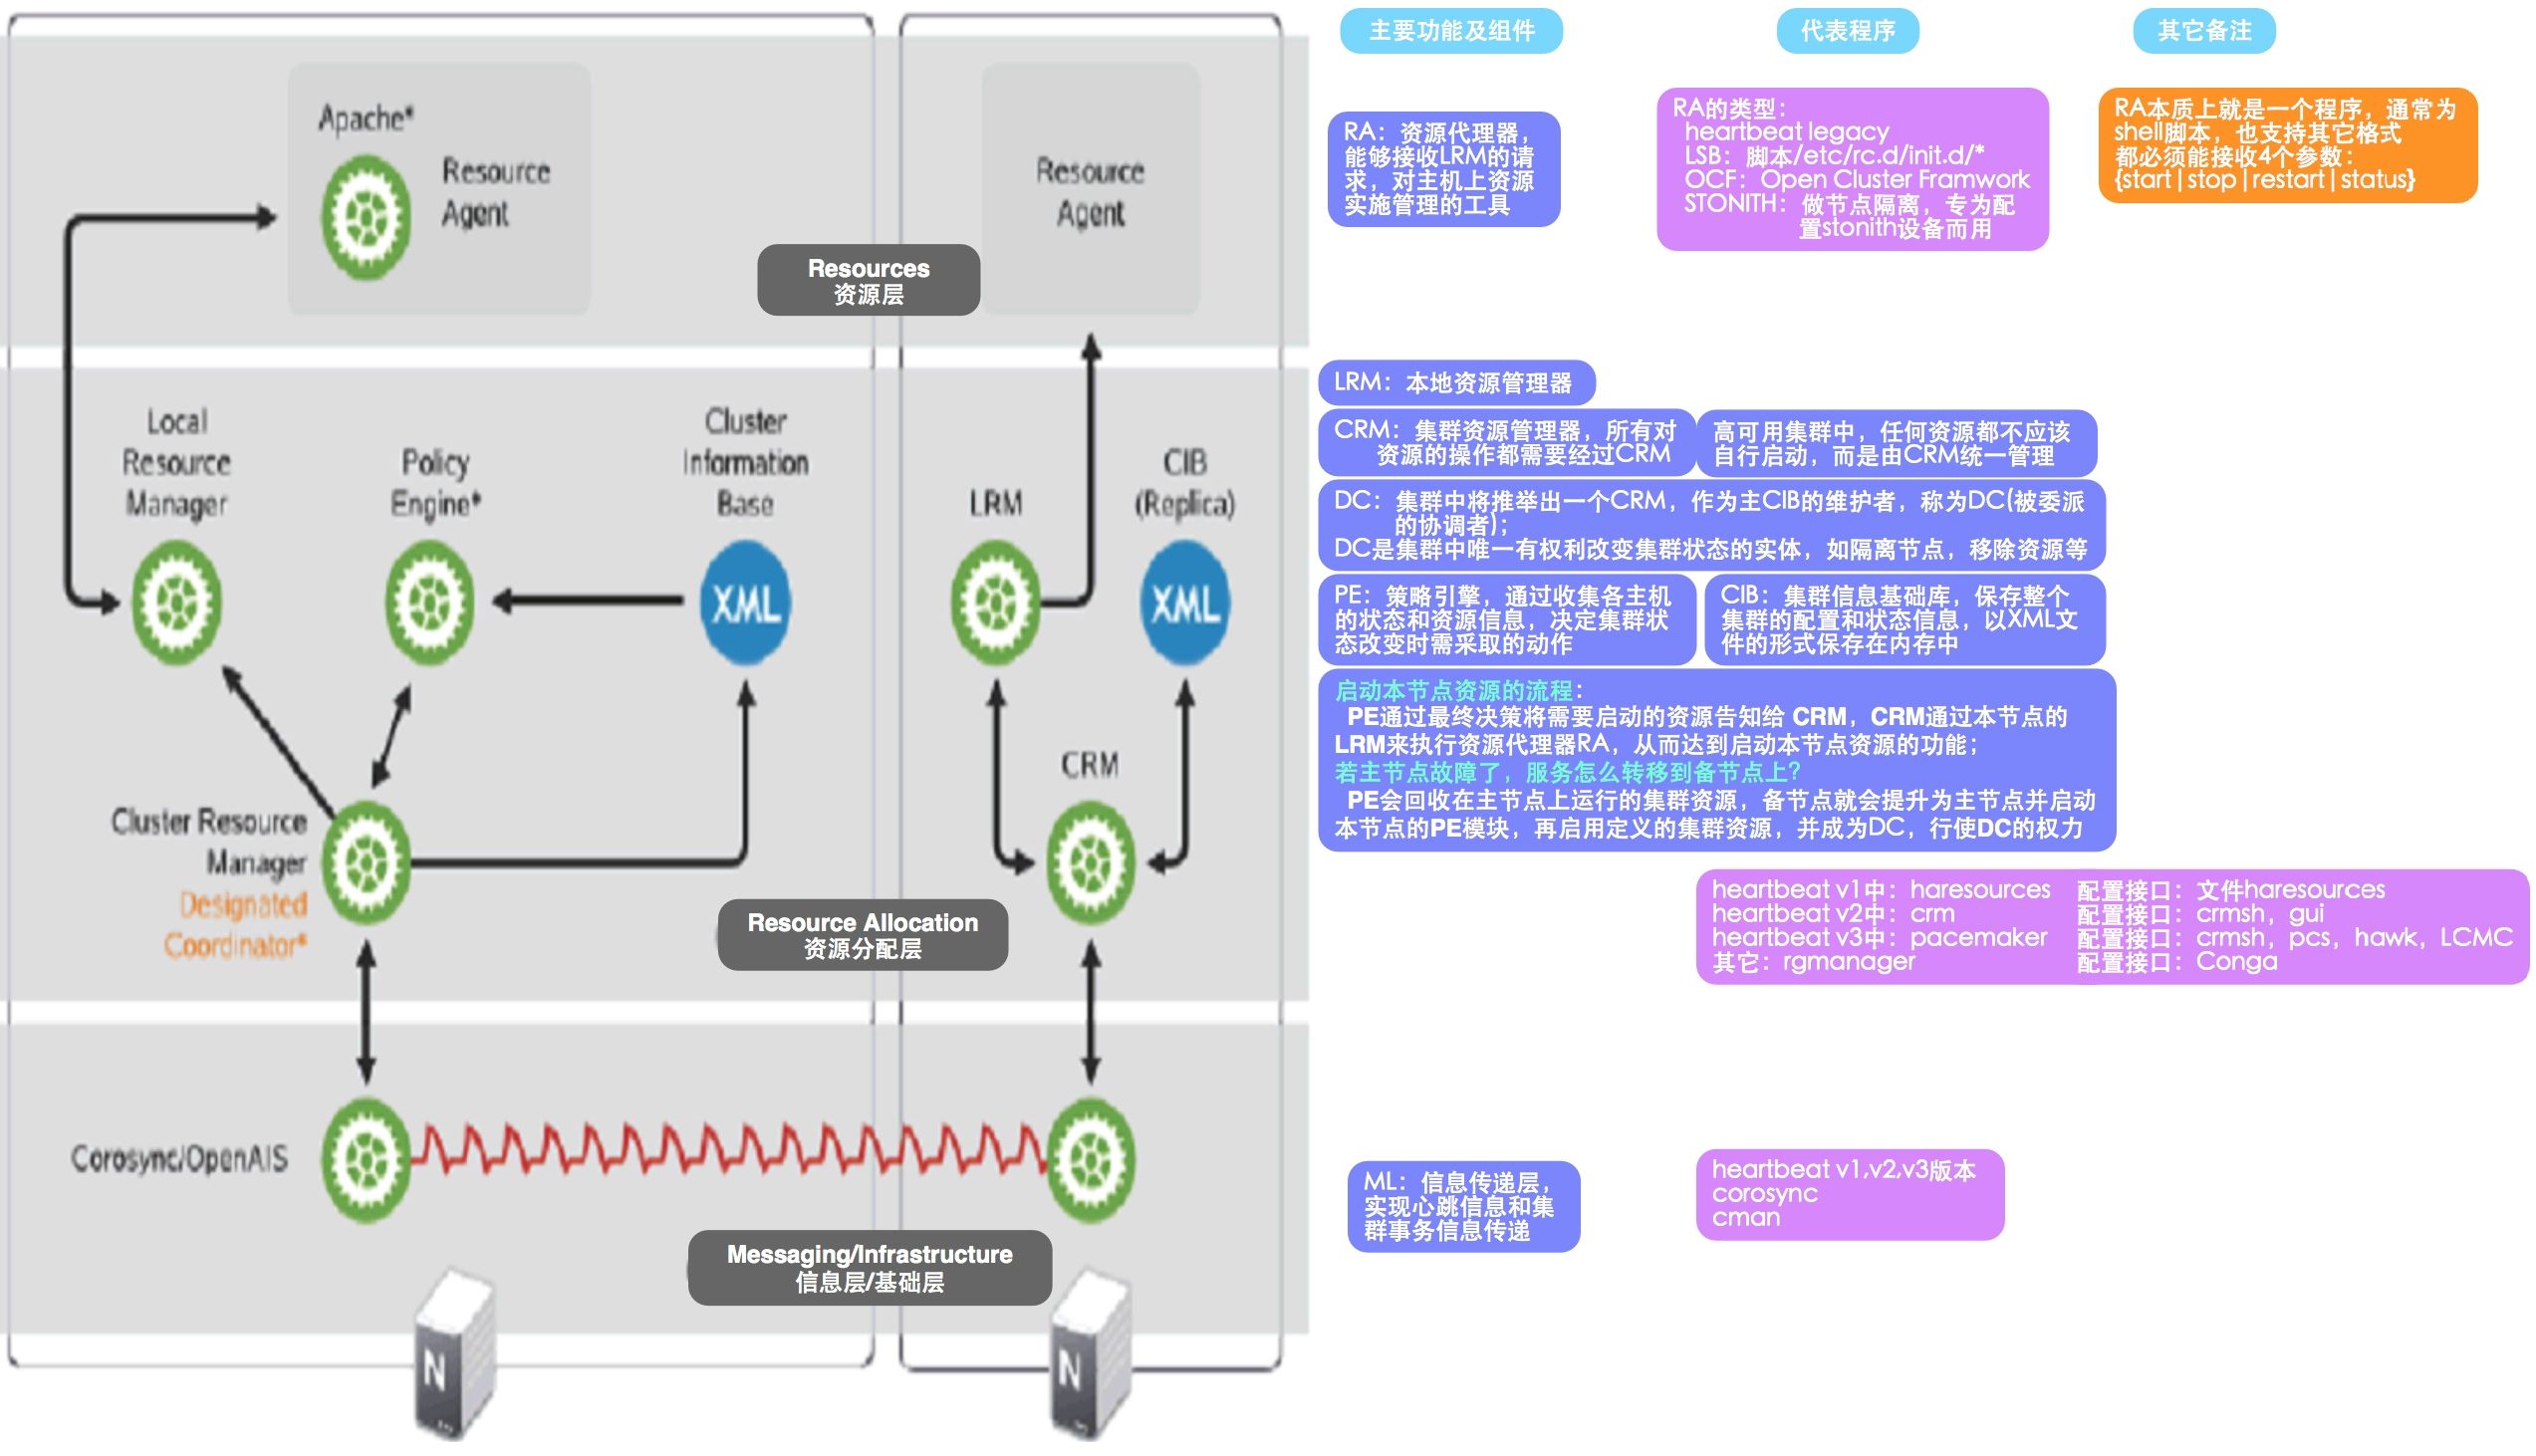 主要功能及组件
代表程序
其它备注
Apache*
Resource
Agent
Resource
Agent
Resources
资源层
RA：资源代理器，
能够接收LRM的请
求，对主机上资源
实施管理的工具
RA的类型：
heartbeat legacy
LSB：脚本/etc/rc.d/init.d/*
OCF：Open Cluster Framwork
STONITH：做节点隔离，专为配
置stonith设备而用
RA本质上就是一个程序，通常为
shell脚本，也支持其它格式
都必须能接收4个参数：
{start|stop|restart|status}
Local
Resource
Manager
Policy
Engine*
Cluster
Information
Base
LRM
CIB
(Replica)
XML
XML
Cluster Resource
Manager
Designated
Coordinator*
CRM
Resource Allocation
资源分配层
LRM：本地资源管理器
CRM：集群资源管理器，所有对
资源的操作都需要经过CRM
高可用集群中，任何资源都不应该
自行启动，而是由CRM统一管理
DC：集群中将推举出一个CRM，作为主CIB的维护者，称为DC(被委派
的协调者)；
DC是集群中唯一有权利改变集群状态的实体，如隔离节点，移除资源等
PE：策略引擎，通过收集各主机
的状态和资源信息，决定集群状
态改变时需采取的动作
CIB：集群信息基础库，保存整个
集群的配置和状态信息，以XML文
件的形式保存在内存中
启动本节点资源的流程：
PE通过最终决策将需要启动的资源告知给 CRM，CRM通过本节点的
LRM来执行资源代理器RA，从而达到启动本节点资源的功能；
若主节点故障了，服务怎么转移到备节点上？
PE会回收在主节点上运行的集群资源，备节点就会提升为主节点并启动
本节点的PE模块，再启用定义的集群资源，并成为DC，行使DC的权力
heartbeat v1中：haresources 配置接口：文件haresources
heartbeat v2中：crm 配置接口：crmsh，gui
heartbeat v3中：pacemaker 配置接口：crmsh，pcs，hawk，LCMC
其它：rgmanager 配置接口：Conga
Corosync/OpenAIS
Messaging/Infrastructure
信息层/基础层
ML：信息传递层，
实现心跳信息和集
群事务信息传递
heartbeat v1,v2,v3版本
corosync
cman
N
N